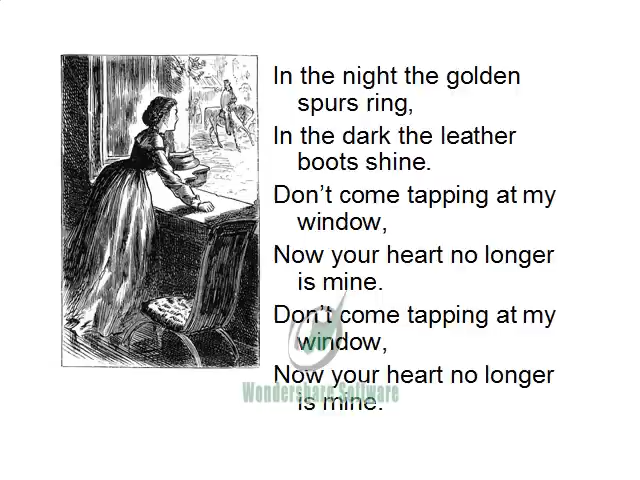 In the night the golden
spurs ring,
In the dark the leather
boots shine.
Don't come tapping at my
window,
Now your heart no longer
is mine.
Don't come tapping at my
window,
Now your heart no longer
is mine.
Wondershare Software